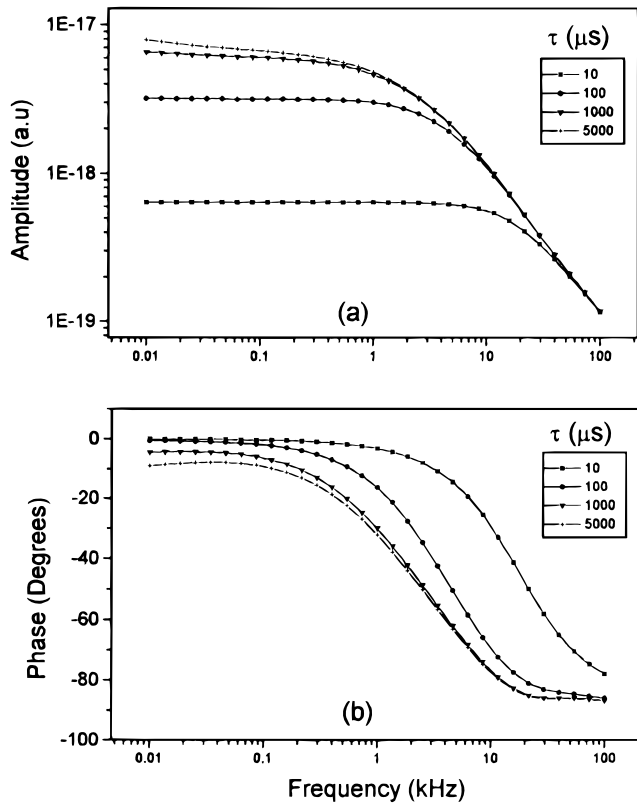 1E-17
1E-18
1E-19
Amplitude (a.u)
τ (μS)
10
100
1000
5000
(a)
0.01 0.1 1 10 100
0
-20
-40
-60
-80
-100
Phase (Degrees)
τ (μS)
10
100
1000
5000
(b)
0.01 0.1 1 10 100
Frequency (kHz)